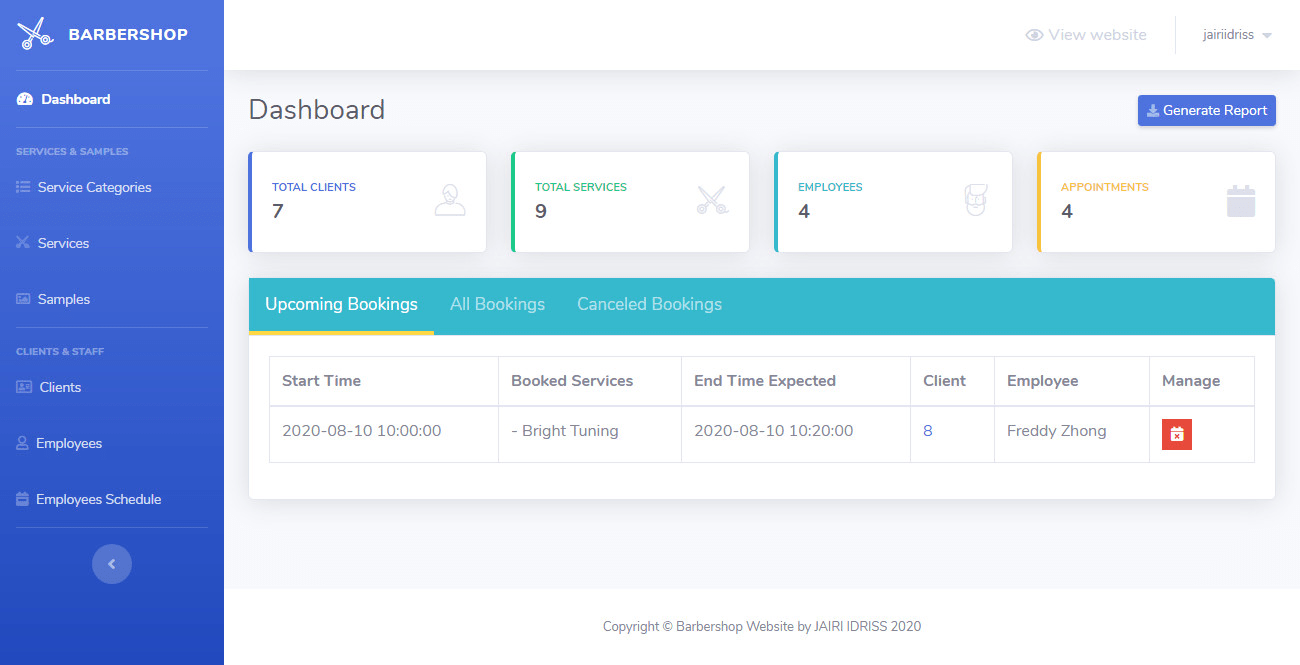 BARBERSHOP
View website
jairiidriss
Dashboard
SERVICES & SAMPLES
Service Categories
Services
Samples
CLIENTS & STAFF
Clients
Employees
Employees Schedule
Dashboard
Generate Report
TOTAL CLIENTS
7
TOTAL SERVICES
9
EMPLOYEES
4
APPOINTMENTS
4
Upcoming Bookings All Bookings Canceled Bookings
Start Time Booked Services End Time Expected Client Employee Manage
2020-08-10 10:00:00 - Bright Tuning 2020-08-10 10:20:00 8 Freddy Zhong
Copyright © Barbershop Website by JAIRI IDRISS 2020